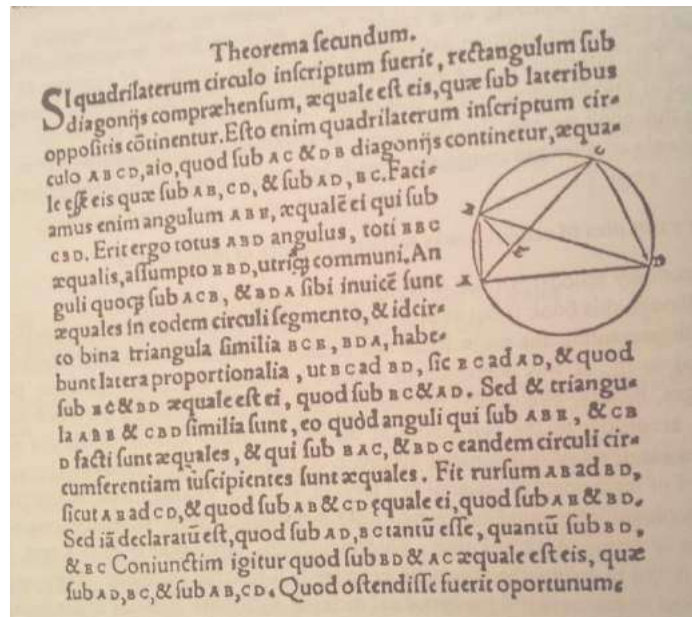 Theorema ſecundum.
SI quadrilaterum circulo inſcriptum fuerit, rectangulum ſub
diagonijs compræhenſum, æquale eſt eis, quæ ſub lateribus
oppoſitis cõtinentur. Eſto enim quadrilaterum inſcriptum cir-
culo ABCD, aio, quod ſub AC & DB diagonijs continetur, æqua-
le eſſe eis quæ ſub AB, CD, & ſub AD, BC. Faci-
amus enim angulum ABE, æqualẽ ei qui ſub
CBD. Erit ergo totus ABD angulus, toti EBC
æqualis, aſſumpto EBD, utriqꝫ communi. An
guli quoqꝫ ſub ACB, & BDA ſibi inuicẽ ſunt
æquales in eodem circuli ſegmento, & idcir-
co bina triangula ſimilia BCE, BDA, habe-
bunt latera proportionalia, ut BC ad BD, ſic EC ad AD, & quod
ſub EC & BD æquale eſt ei, quod ſub BC & AD. Sed & triangu-
la ABE & CBD ſimilia ſunt, eo quòd anguli qui ſub ABE, & CB
D facti ſunt æquales, & qui ſub BAC, & BDC eandem circuli cir-
cumferentiam ſuſcipientes ſunt æquales. Fit rurſum AB ad BD,
ſicut AE ad CD, & quod ſub AB & CD ęquale ei, quod ſub AE & BD.
Sed iã declaratũ eſt, quod ſub AD, BC tantũ eſſe, quantũ ſub BD,
& EC Coniunctim igitur quod ſub BD & AC æquale eſt eis, quæ
ſub AD, BC, & ſub AB, CD. Quod oſtendiſſe fuerit oportunum.
C
B
E
A
D